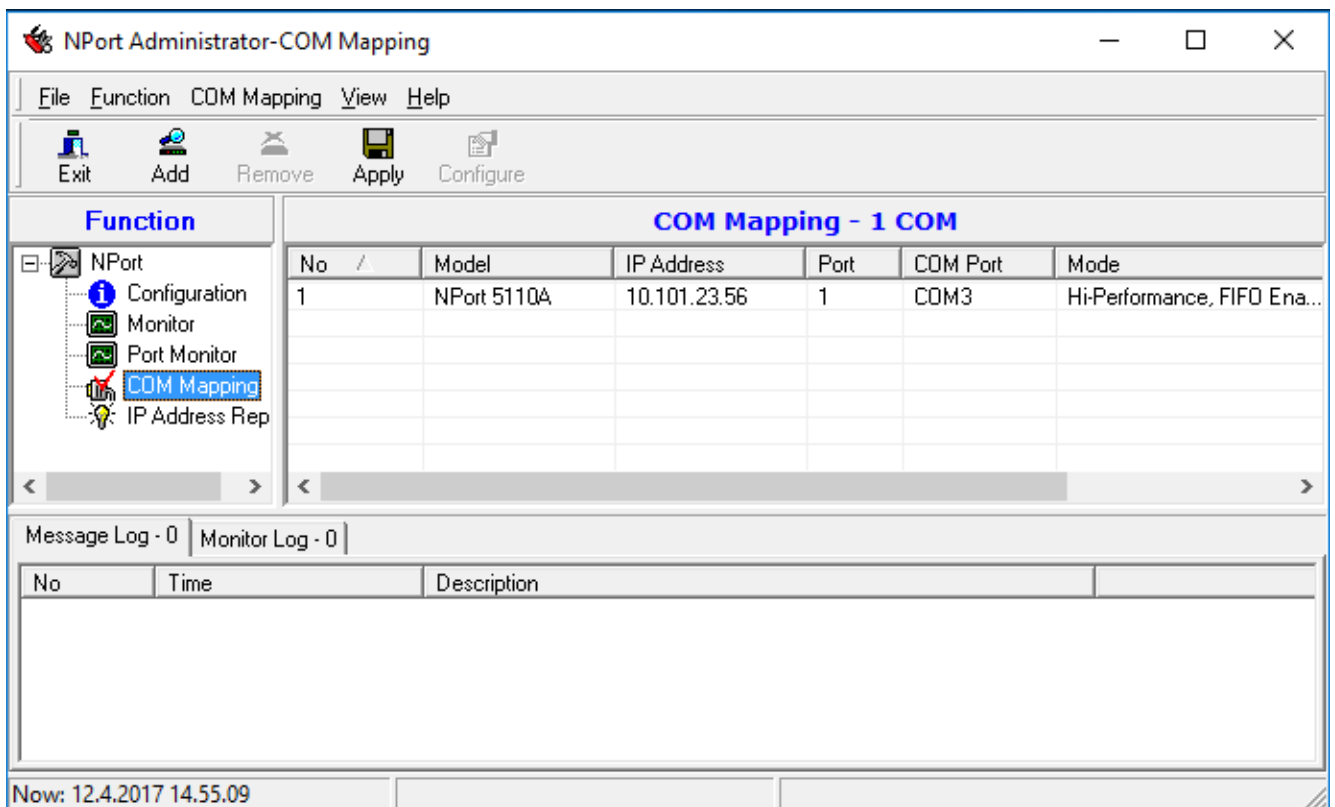 NPort Administrator-COM Mapping
File Function COM Mapping View Help
Exit Add Remove Apply Configure
Function
COM Mapping - 1 COM
NPort
Configuration
Monitor
Port Monitor
COM Mapping
IP Address Rep
No Model IP Address Port COM Port Mode
1 NPort 5110A 10.101.23.56 1 COM3 Hi-Performance, FIFO Ena...
Message Log - 0 Monitor Log - 0
No Time Description
Now: 12.4.2017 14.55.09